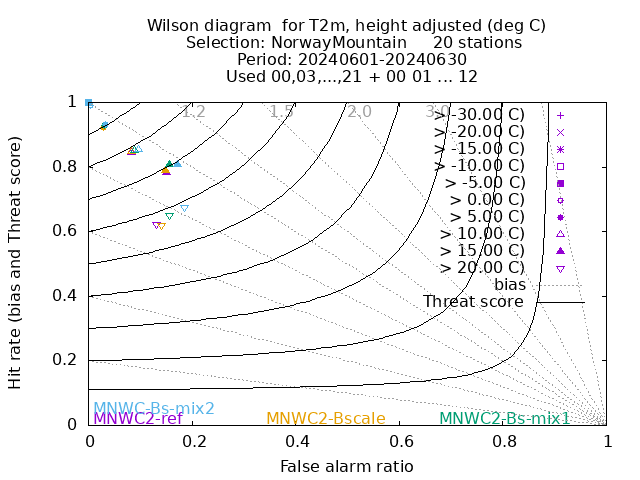 Wilson diagram  for T2m, height adjusted (deg C)
Selection: NorwayMountain     20 stations
Period: 20240601-20240630
Used 00,03,...,21 + 00 01 ... 12
1.2 1.5 2.0 3.0
> -30.00 C)
> -20.00 C)
> -15.00 C)
> -10.00 C)
> -5.00 C)
> 0.00 C)
> 5.00 C)
> 10.00 C)
> 15.00 C)
> 20.00 C)
bias
Threat score
1
0.8
0.6
0.4
0.2
0
Hit rate (bias and Threat score)
MNWC-Bs-mix2
MNWC2-ref MNWC2-Bscale MNWC2-Bs-mix1
0 0.2 0.4 0.6 0.8 1
False alarm ratio